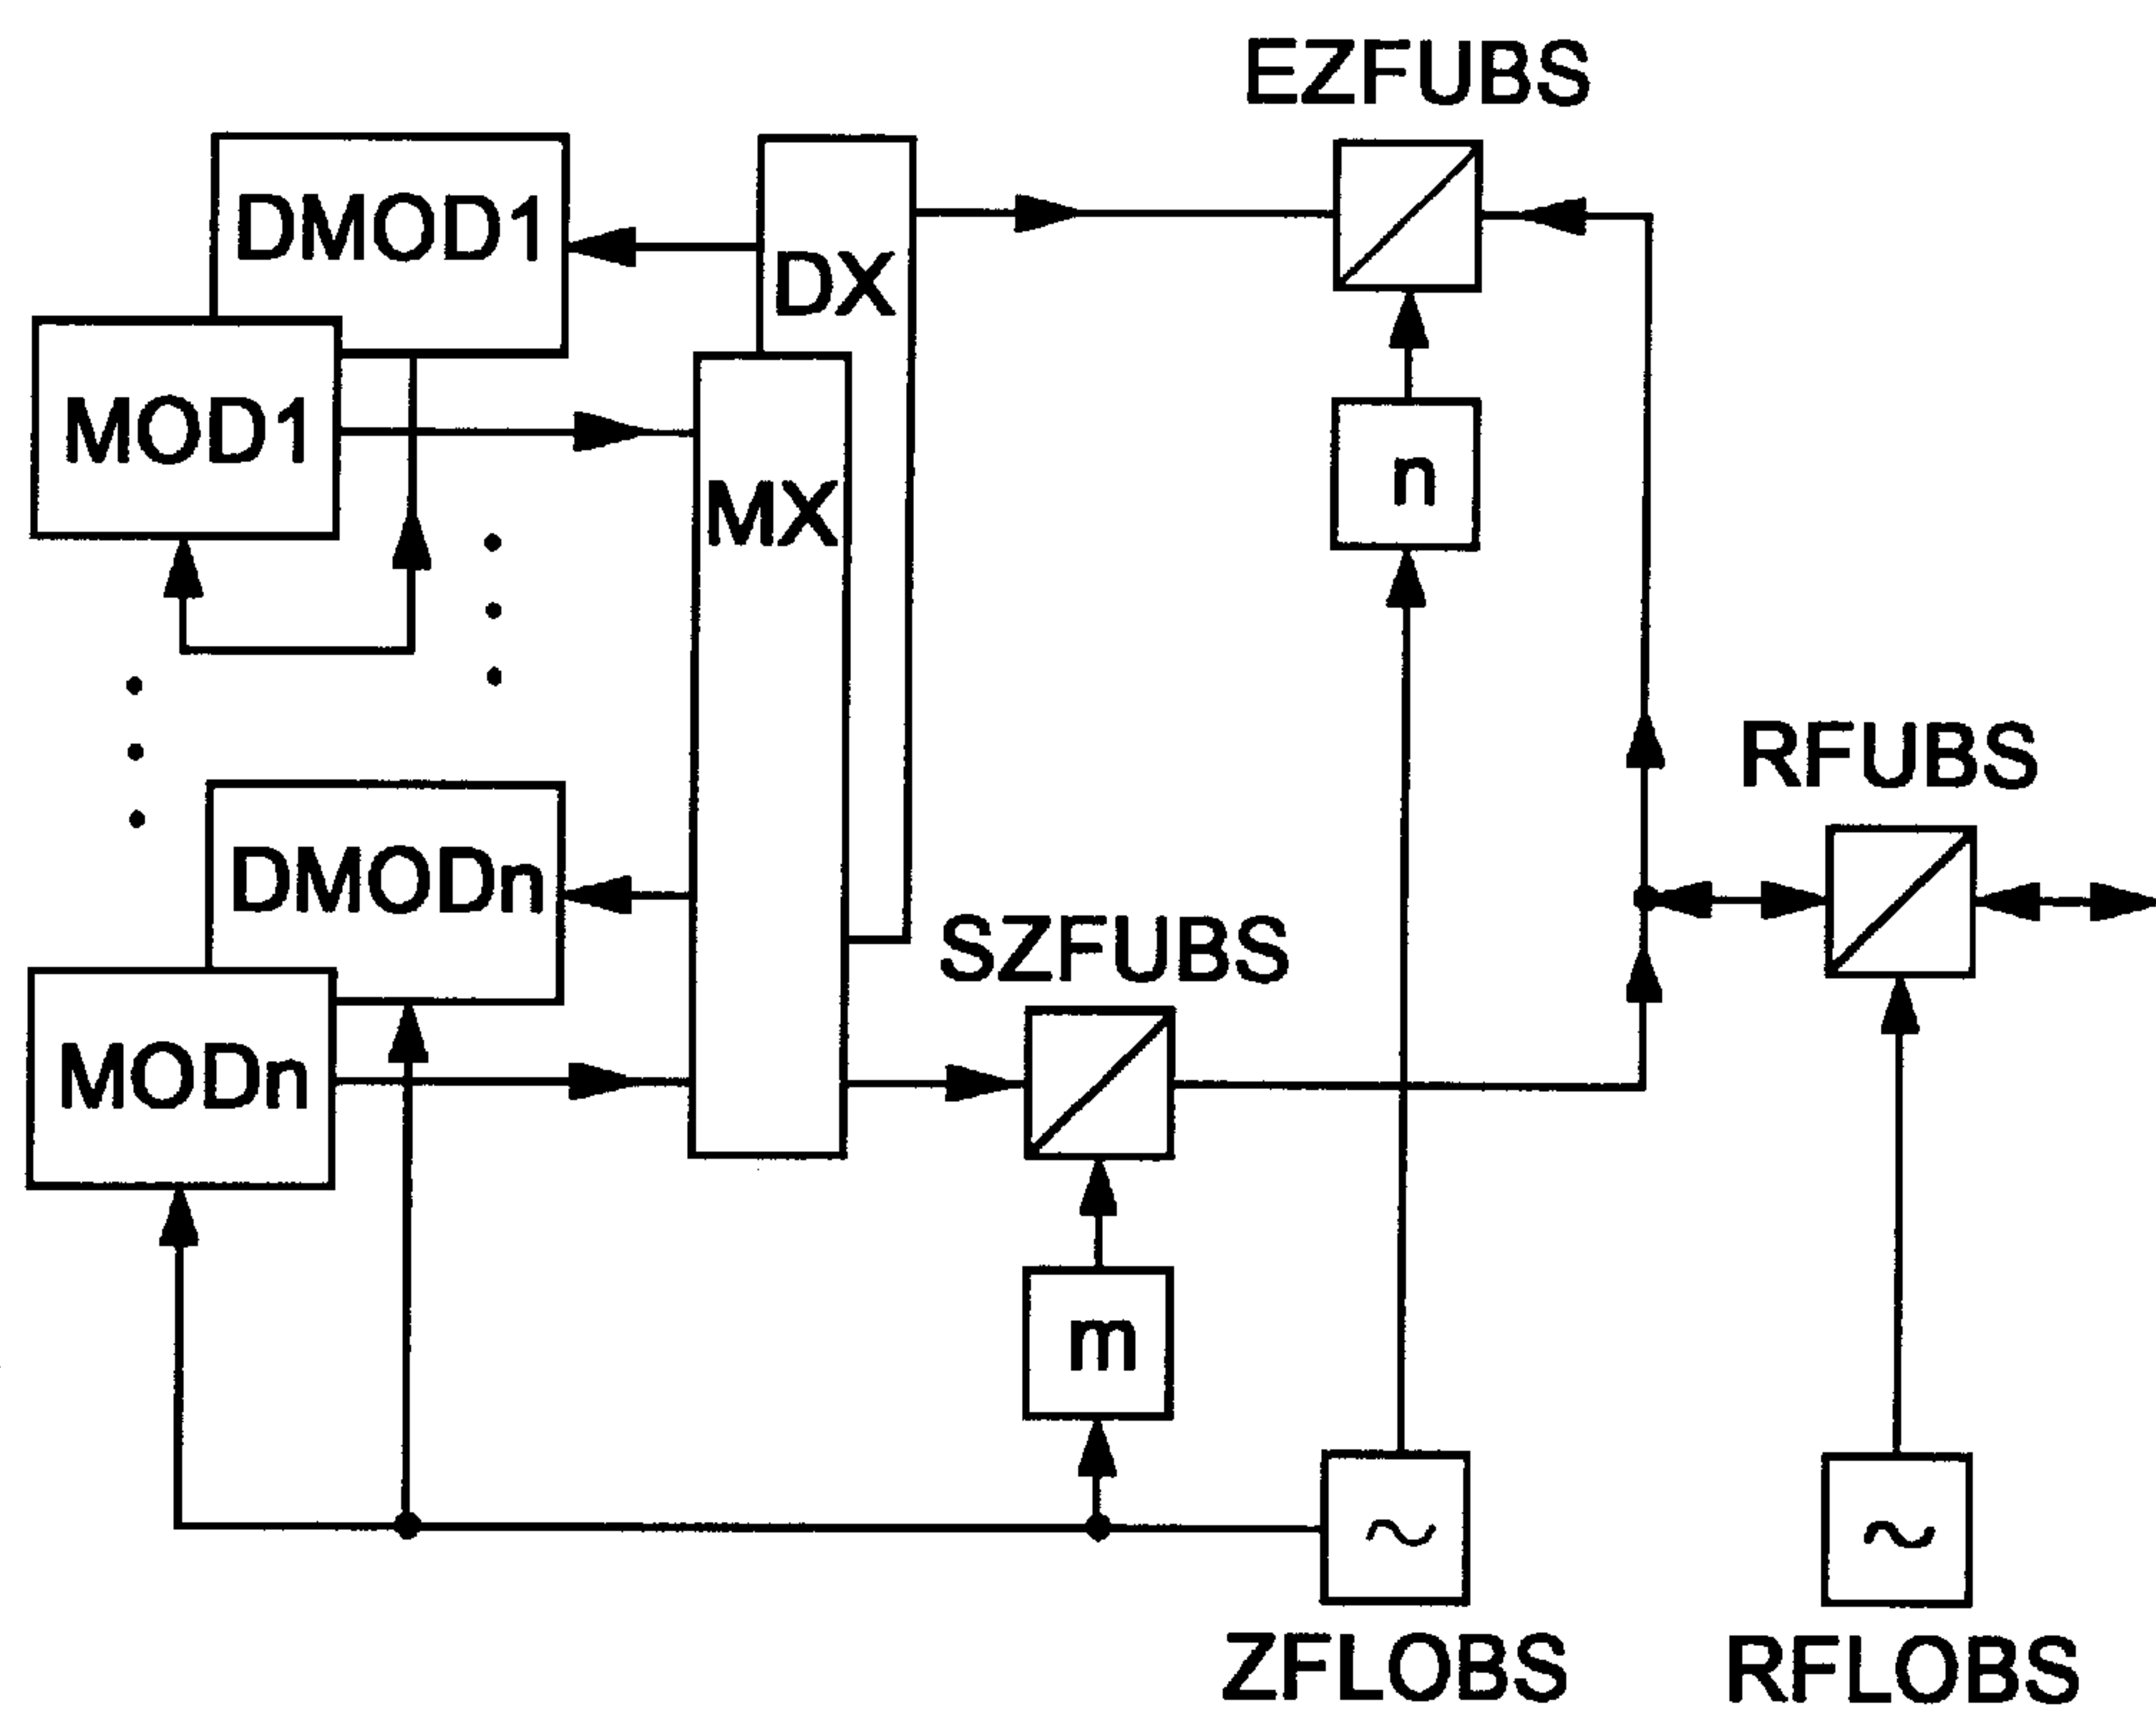 EZFUBS
DMOD1
DX
MOD1
n
MX
RFUBS
DMODn
SZFUBS
MODn
m
~
~
ZFLOBS
RFLOBS